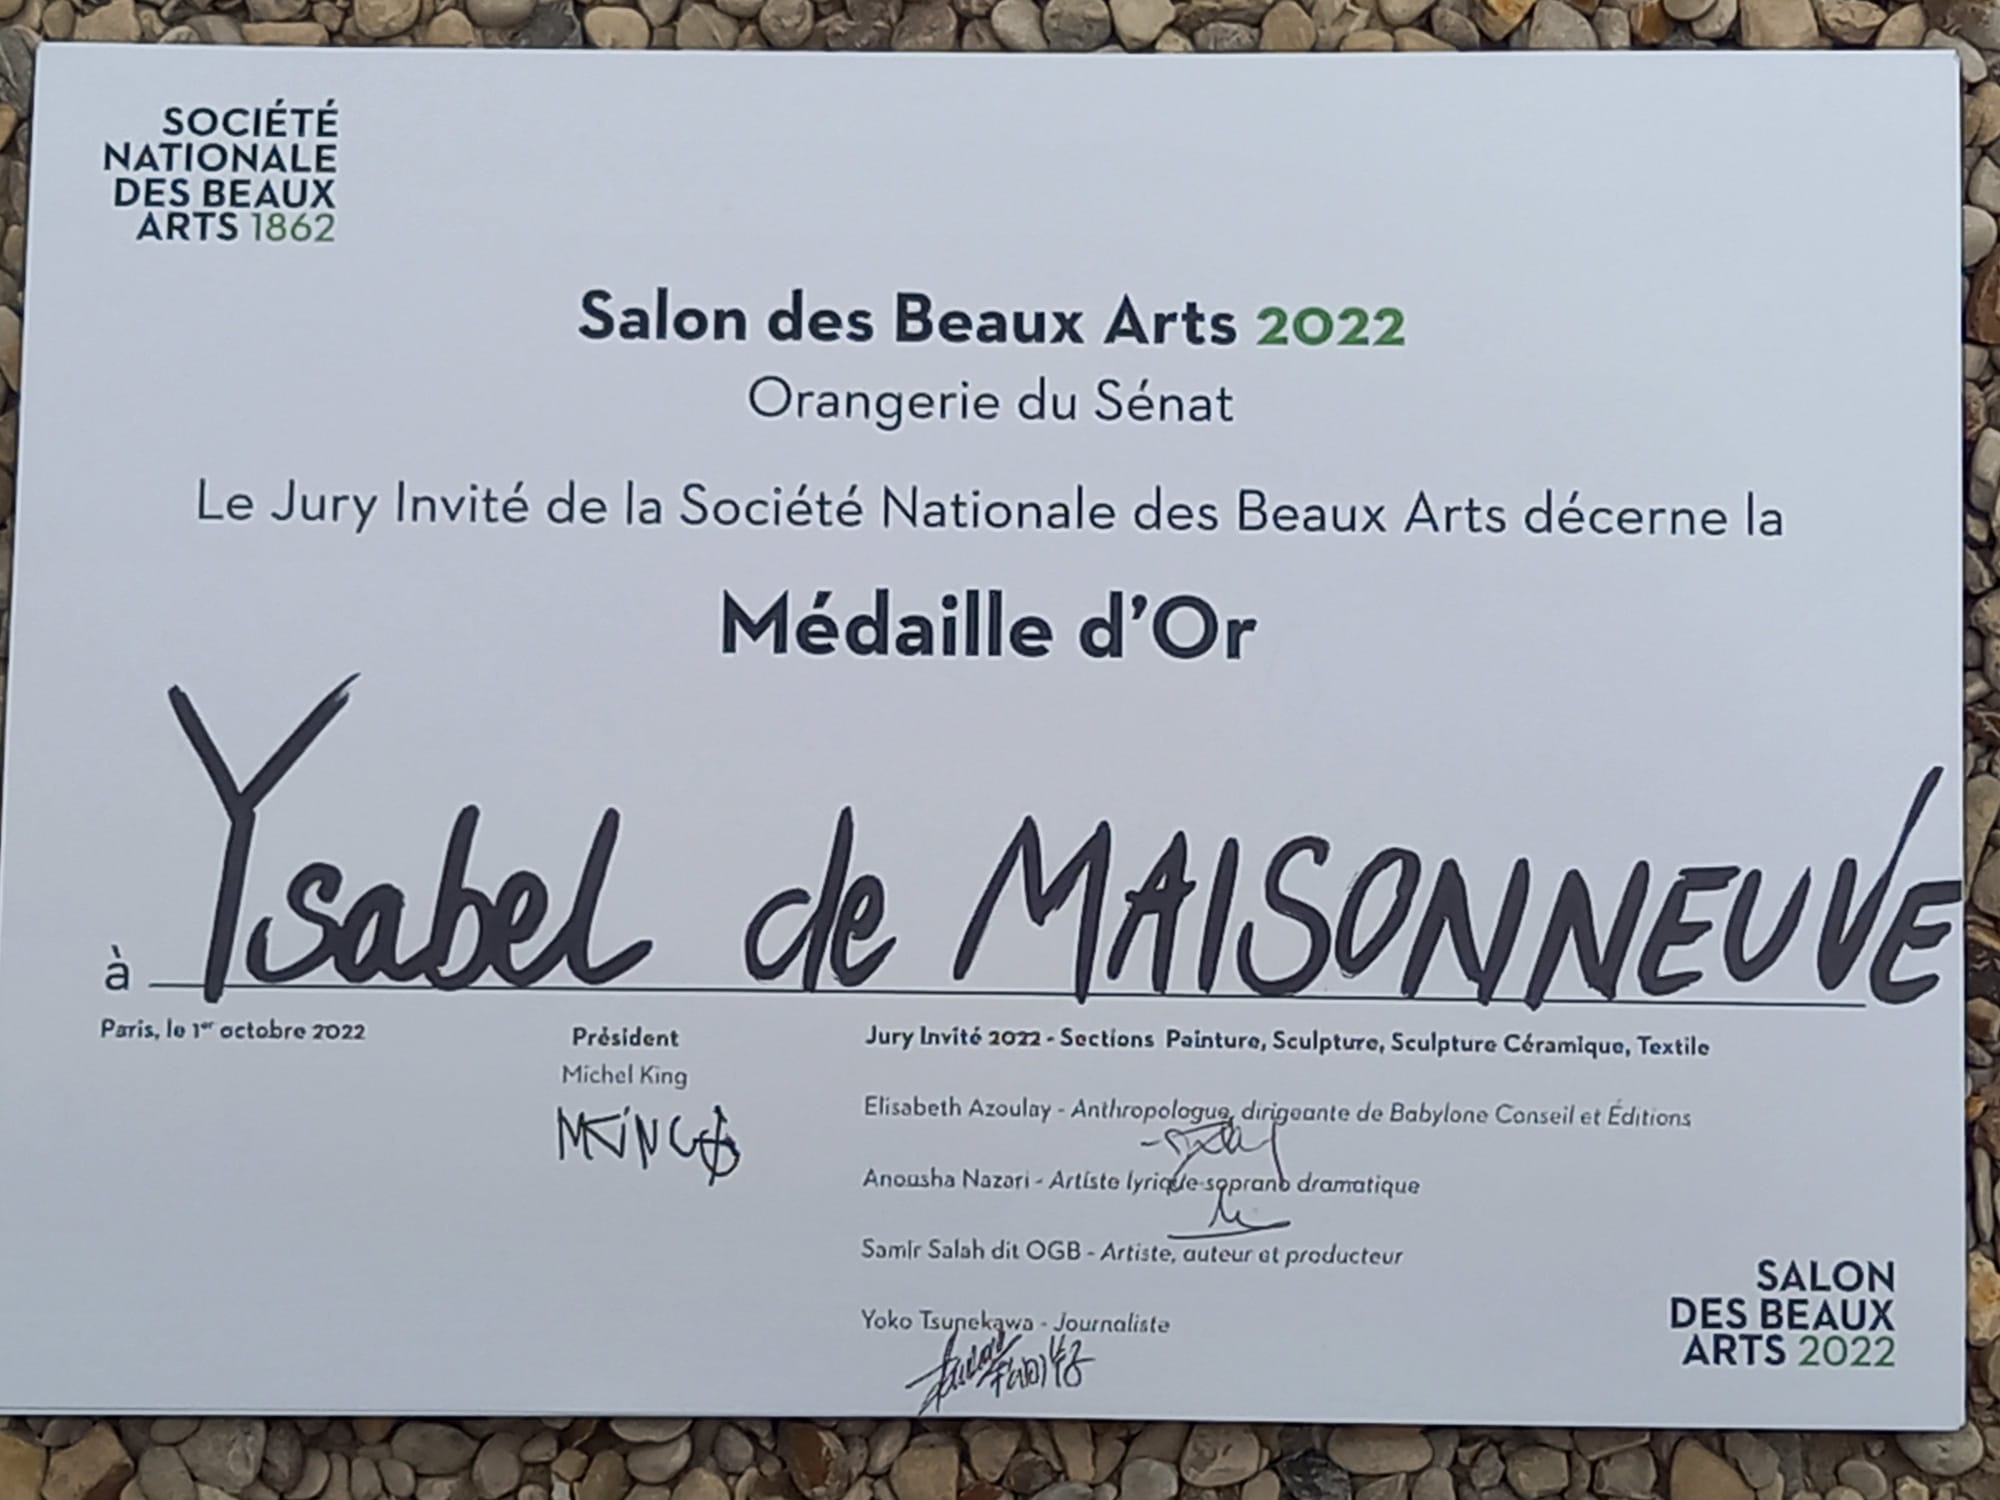 SOCIÉTÉ
NATIONALE
DES BEAUX
ARTS 1862
Salon des Beaux Arts 2022
Orangerie du Sénat
Le Jury Invité de la Société Nationale des Beaux Arts décerne la
Médaille d'Or
à Ysabel de MAISONNEUVE
Paris, le 1er octobre 2022
Président
Michel King
MKING
Jury Invité 2022 - Sections Peinture, Sculpture, Sculpture Céramique, Textile
Elisabeth Azoulay - Anthropologue, dirigeante de Babylone Conseil et Éditions
Anousha Nazari - Artiste lyrique soprano dramatique
Samir Salah dit OGB - Artiste, auteur et producteur
Yoko Tsunekawa - Journaliste
SALON
DES BEAUX
ARTS 2022